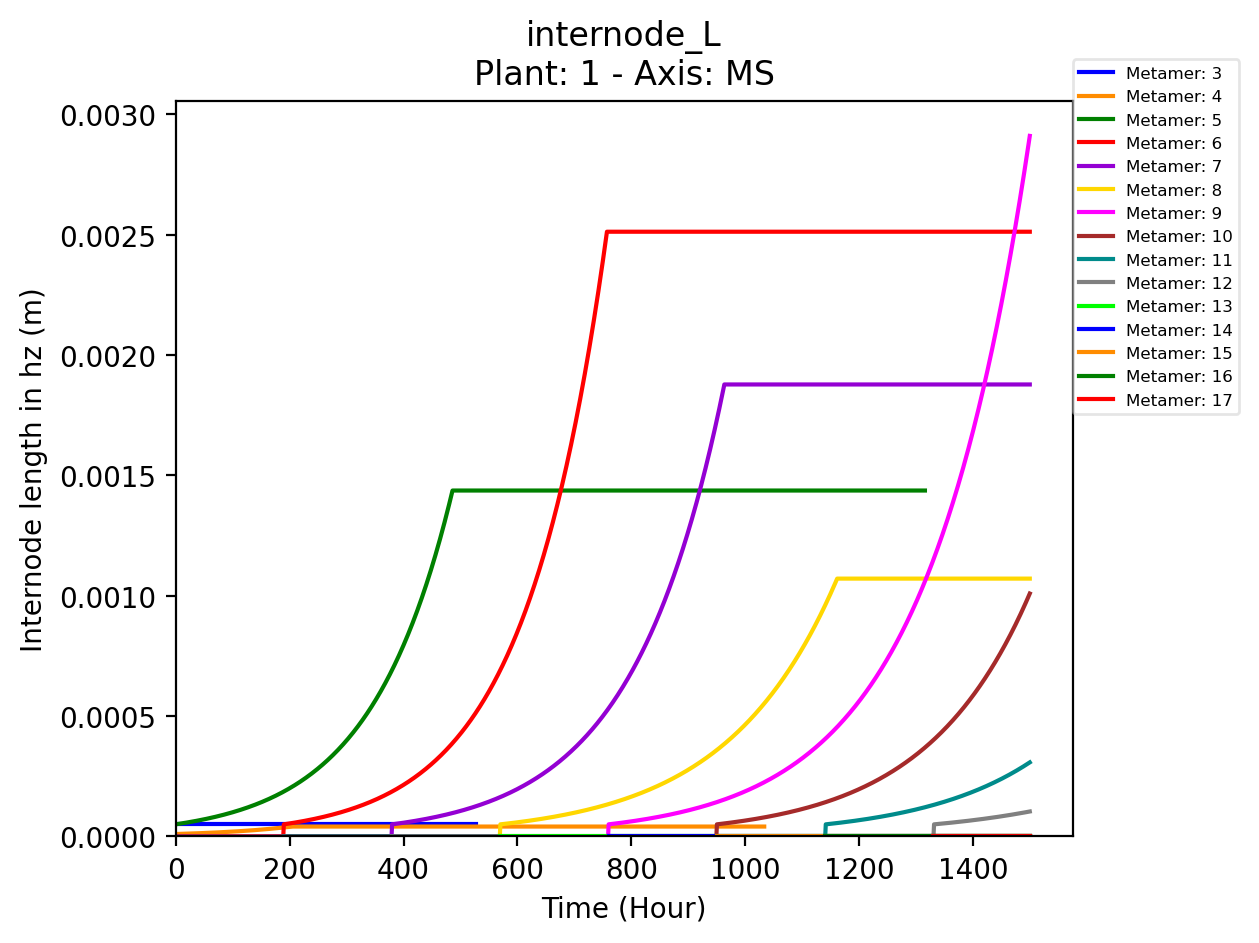 internode_L
Plant: 1 - Axis: MS
Metamer: 3
Metamer: 4
Metamer: 5
Metamer: 6
Metamer: 7
Metamer: 8
Metamer: 9
Metamer: 10
Metamer: 11
Metamer: 12
Metamer: 13
Metamer: 14
Metamer: 15
Metamer: 16
Metamer: 17
Internode length in hz (m)
0.0030
0.0025
0.0020
0.0015
0.0010
0.0005
0.0000
0 200 400 600 800 1000 1200 1400
Time (Hour)